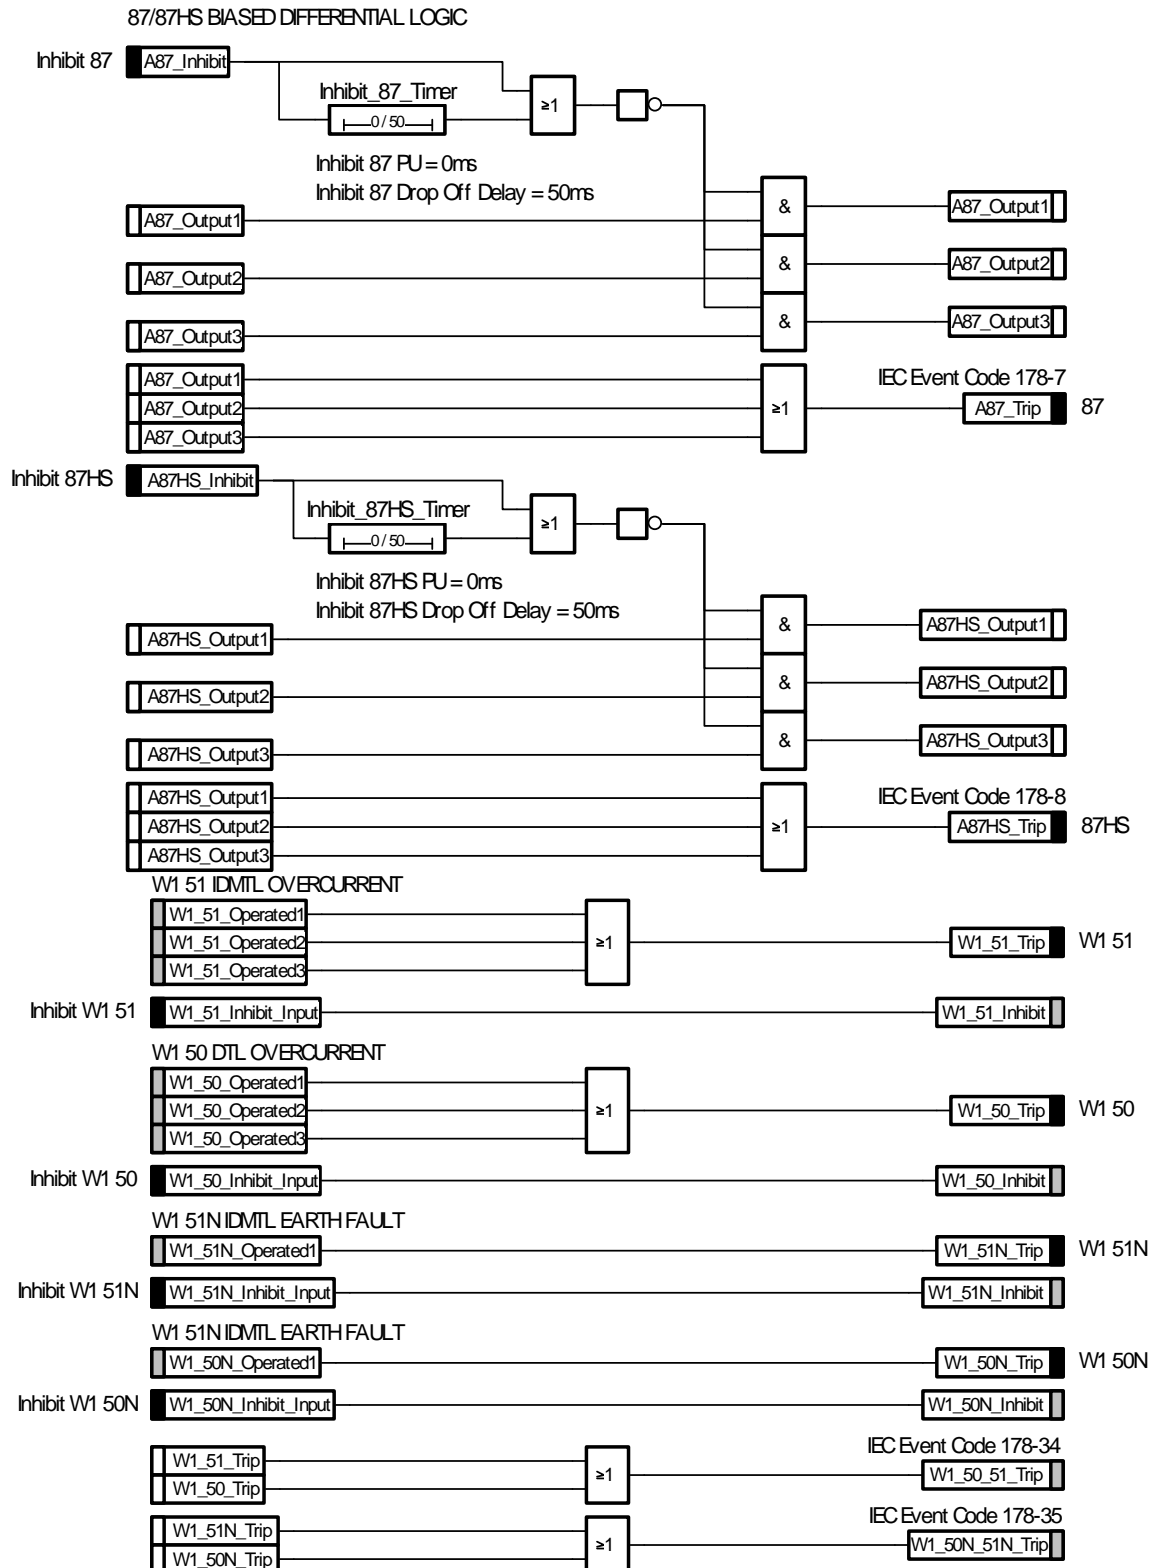 87/87HS BIASED DIFFERENTIAL LOGIC
Inhibit 87 A87_Inhibit
Inhibit_87_Timer
0 / 50
≥1
Inhibit 87 PU = 0ms
Inhibit 87 Drop Off Delay = 50ms
A87_Output1 & A87_Output1
A87_Output2 & A87_Output2
A87_Output3 & A87_Output3
IEC Event Code 178-7
A87_Output1
A87_Output2 ≥1 A87_Trip 87
A87_Output3
Inhibit 87HS A87HS_Inhibit
Inhibit_87HS_Timer
0 / 50
≥1
Inhibit 87HS PU = 0ms
Inhibit 87HS Drop Off Delay = 50ms
A87HS_Output1 & A87HS_Output1
A87HS_Output2 & A87HS_Output2
A87HS_Output3 & A87HS_Output3
IEC Event Code 178-8
A87HS_Output1
A87HS_Output2 ≥1 A87HS_Trip 87HS
A87HS_Output3
W1 51 IDMTL OVERCURRENT
W1_51_Operated1
W1_51_Operated2 ≥1 W1_51_Trip W1 51
W1_51_Operated3
Inhibit W1 51 W1_51_Inhibit_Input W1_51_Inhibit
W1 50 DTL OVERCURRENT
W1_50_Operated1
W1_50_Operated2 ≥1 W1_50_Trip W1 50
W1_50_Operated3
Inhibit W1 50 W1_50_Inhibit_Input W1_50_Inhibit
W1 51N IDMTL EARTH FAULT
W1_51N_Operated1 W1_51N_Trip W1 51N
Inhibit W1 51N W1_51N_Inhibit_Input W1_51N_Inhibit
W1 51N IDMTL EARTH FAULT
W1_50N_Operated1 W1_50N_Trip W1 50N
Inhibit W1 50N W1_50N_Inhibit_Input W1_50N_Inhibit
IEC Event Code 178-34
W1_51_Trip
W1_50_Trip ≥1 W1_50_51_Trip
IEC Event Code 178-35
W1_51N_Trip
W1_50N_Trip ≥1 W1_50N_51N_Trip